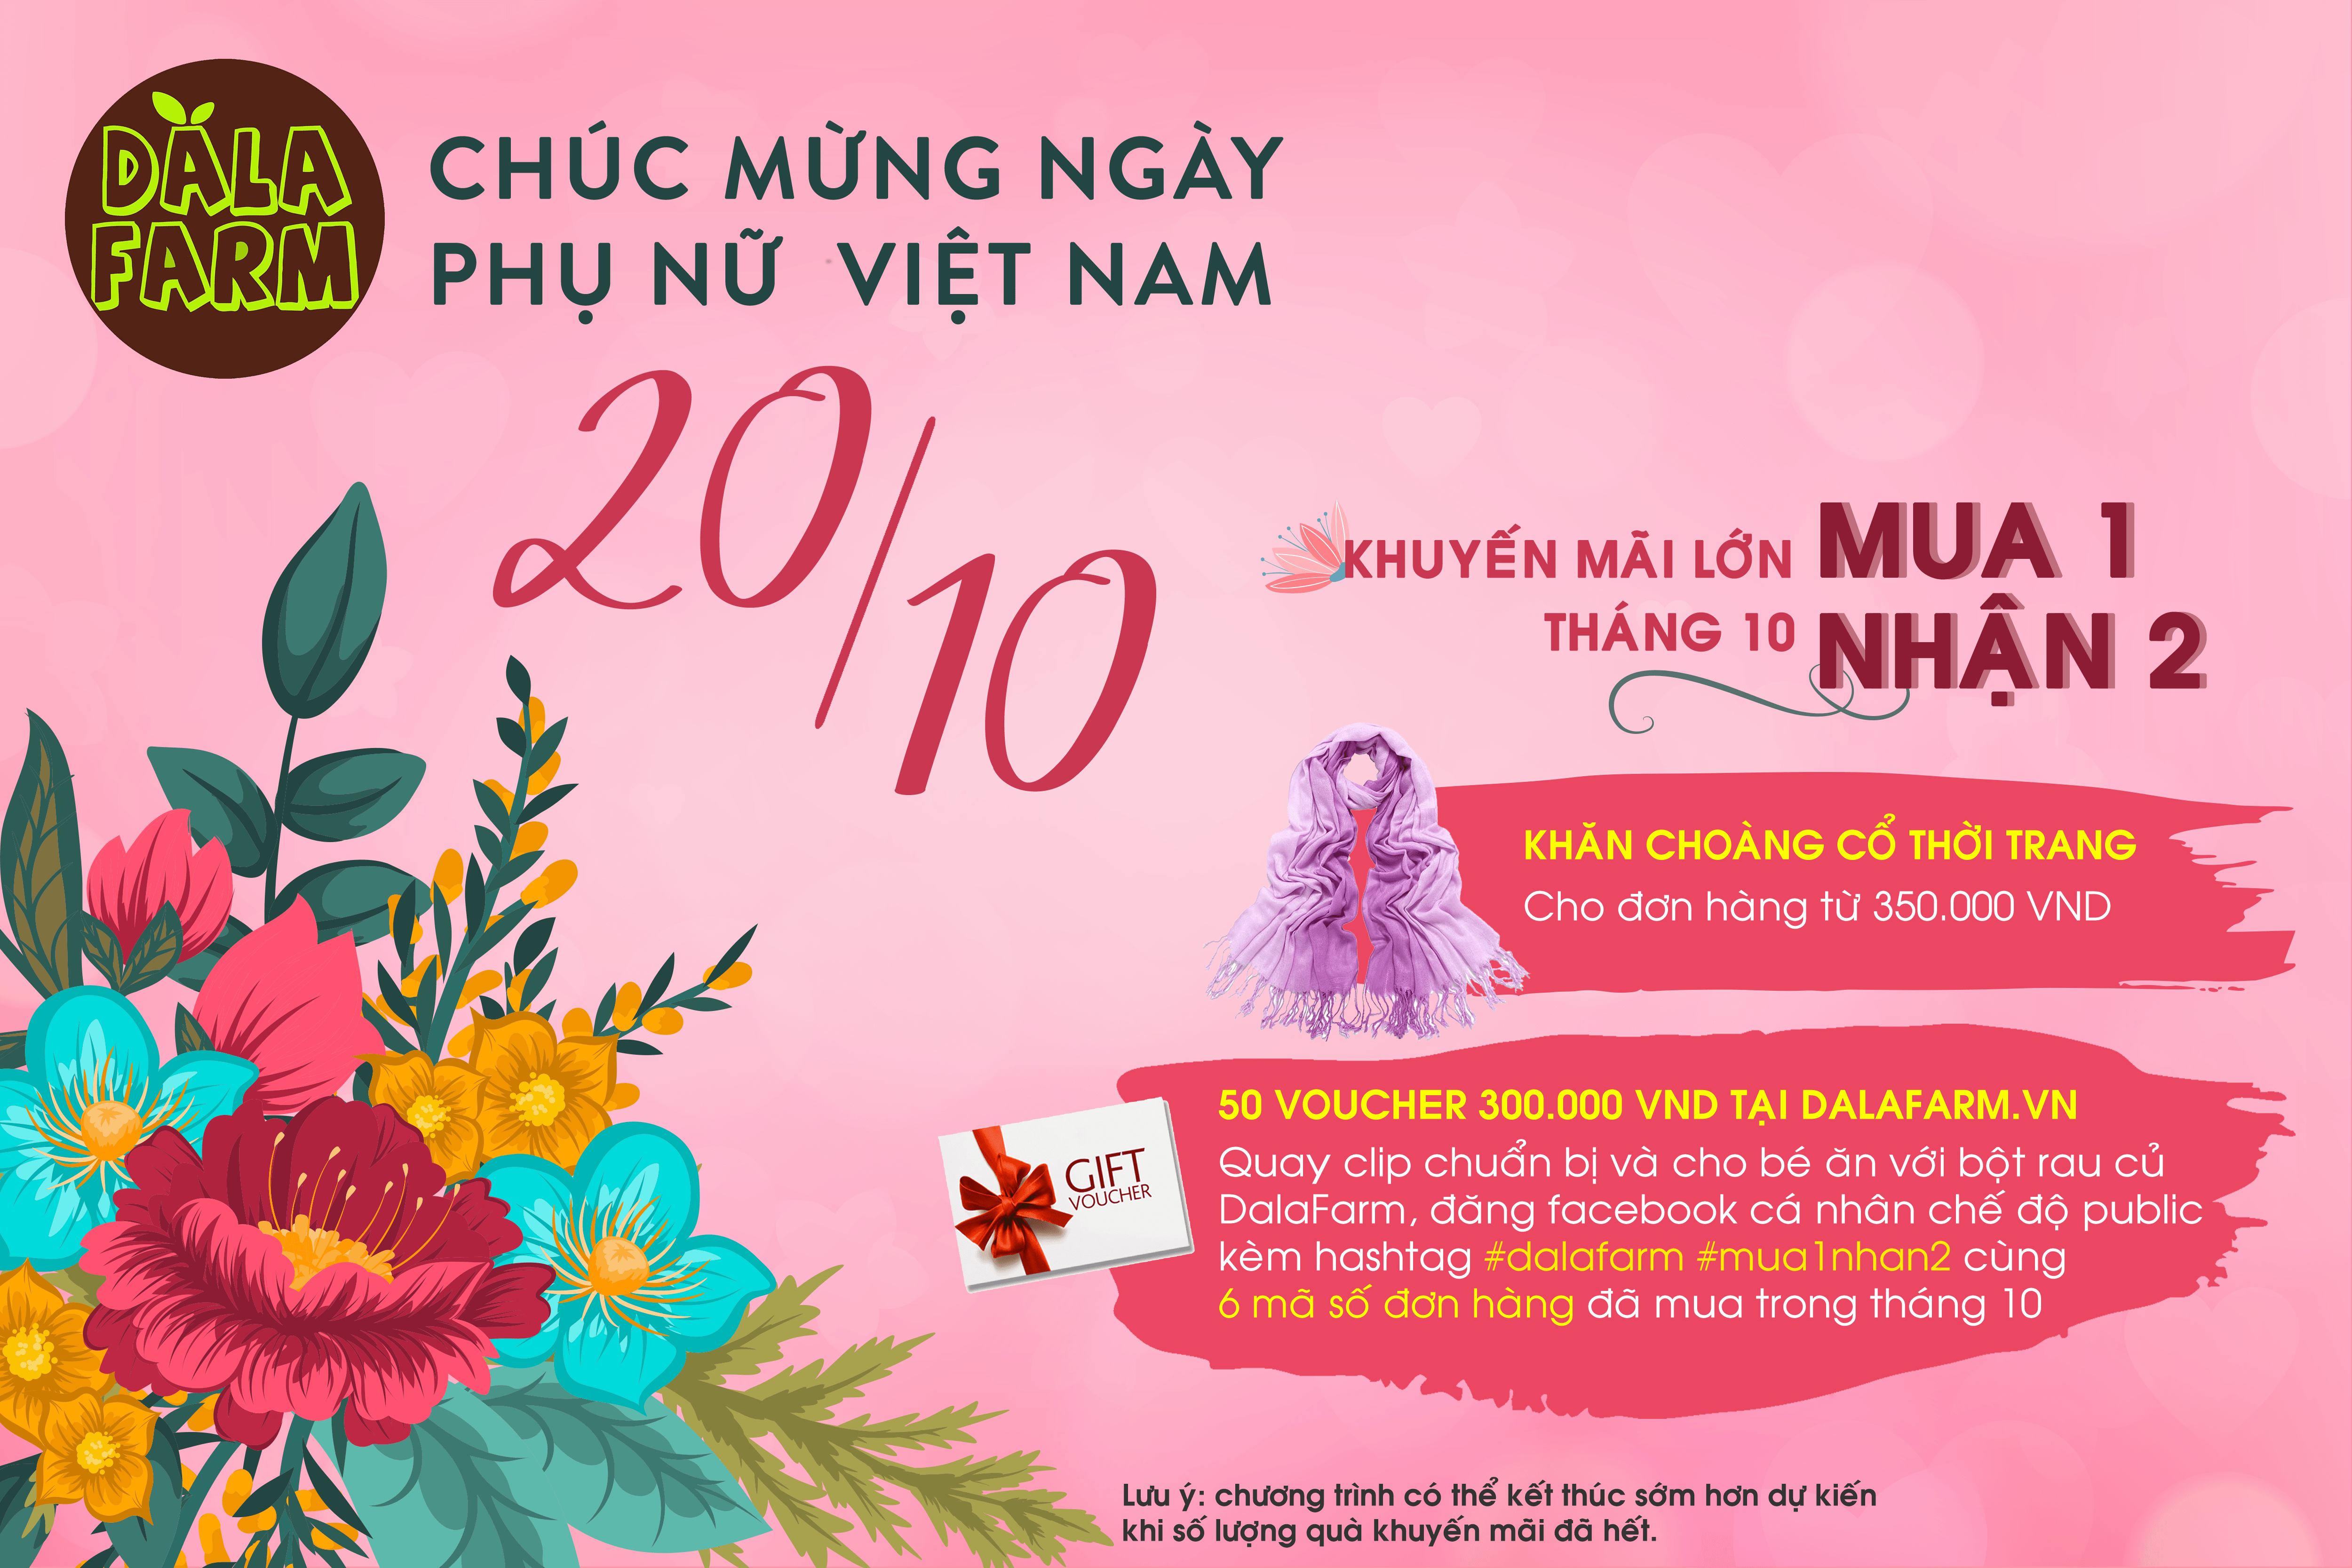 DALA
FARM
CHÚC MỪNG NGÀY
PHỤ NỮ VIỆT NAM
20/10
KHUYẾN MÃI LỚN
THÁNG 10
MUA 1
NHẬN 2
KHĂN CHOÀNG CỔ THỜI TRANG
Cho đơn hàng từ 350.000 VND
GIFT
VOUCHER
50 VOUCHER 300.000 VND TẠI DALAFARM.VN
Quay clip chuẩn bị và cho bé ăn với bột rau củ
DalaFarm, đăng facebook cá nhân chế độ public
kèm hashtag #dalafarm #mua1nhan2 cùng
6 mã số đơn hàng đã mua trong tháng 10
Lưu ý: chương trình có thể kết thúc sớm hơn dự kiến
khi số lượng quà khuyến mãi đã hết.